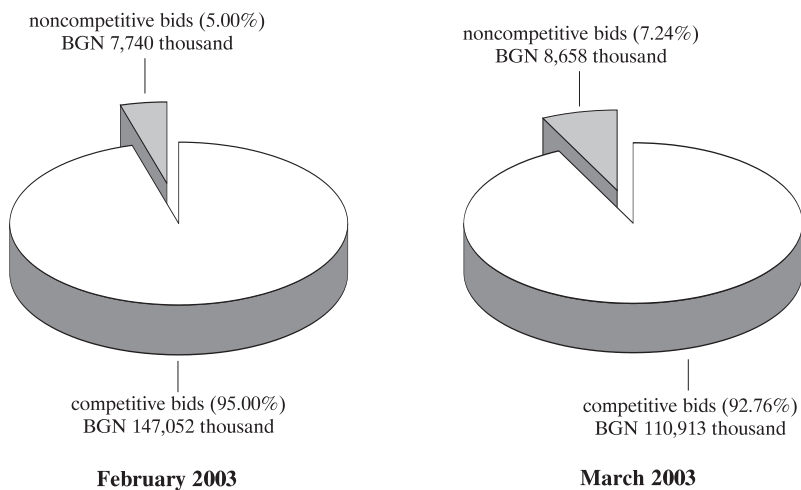 noncompetitive bids (5.00%)
BGN 7,740 thousand
competitive bids (95.00%)
BGN 147,052 thousand
February 2003
noncompetitive bids (7.24%)
BGN 8,658 thousand
competitive bids (92.76%)
BGN 110,913 thousand
March 2003